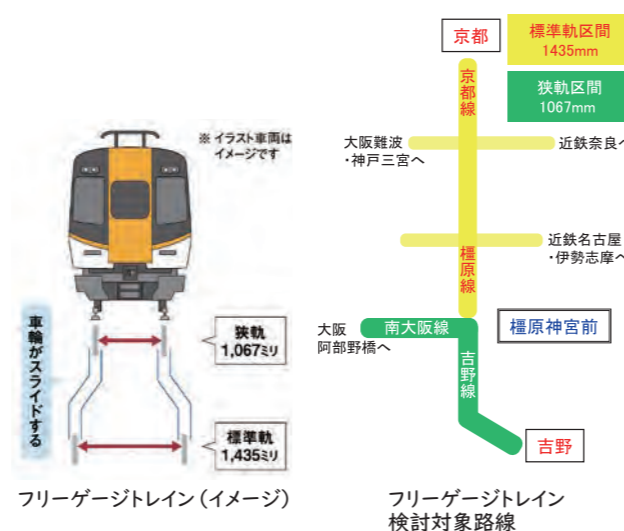 ※ イラスト車両は
イメージです
車輪がスライドする
狭軌
1,067ミリ
標準軌
1,435ミリ
フリーゲージトレイン(イメージ)
京都
標準軌区間
1435mm
狭軌区間
1067mm
京都線
大阪難波
・神戸三宮へ
近鉄奈良へ
橿原線
近鉄名古屋
・伊勢志摩へ
大阪
阿部野橋へ
南大阪線
橿原神宮前
吉野線
吉野
フリーゲージトレイン
検討対象路線